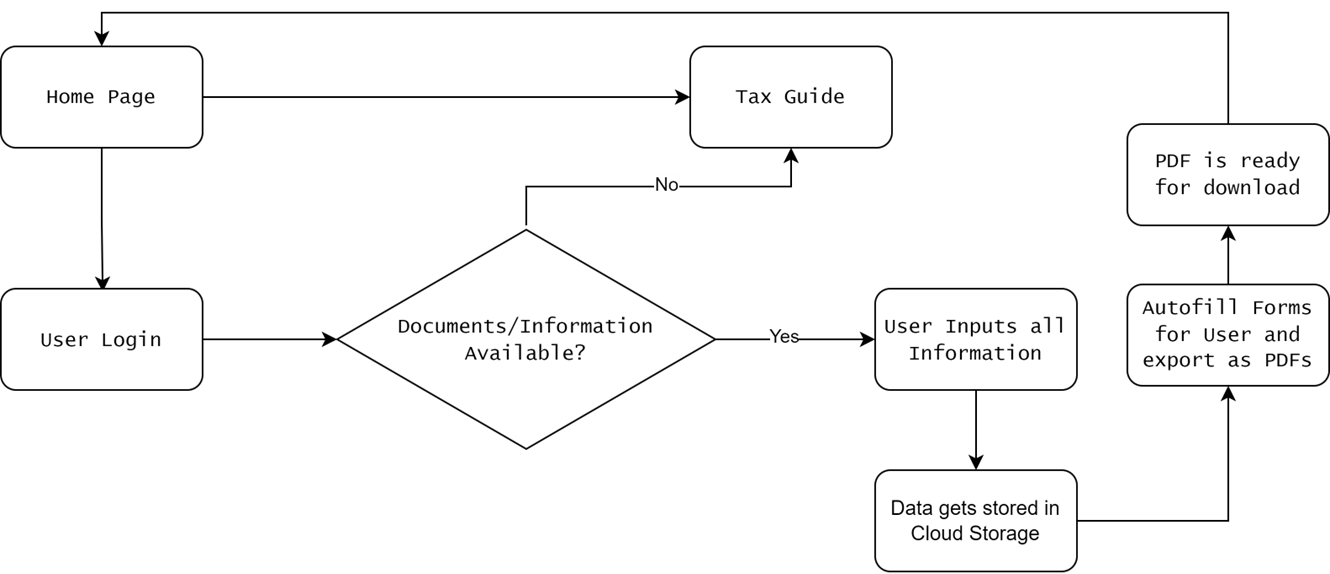 Home Page
Tax Guide
PDF is ready
for download
No
User Login
Documents/Information
Available?
Yes
User Inputs all
Information
Autofill Forms
for User and
export as PDFs
Data gets stored in
Cloud Storage